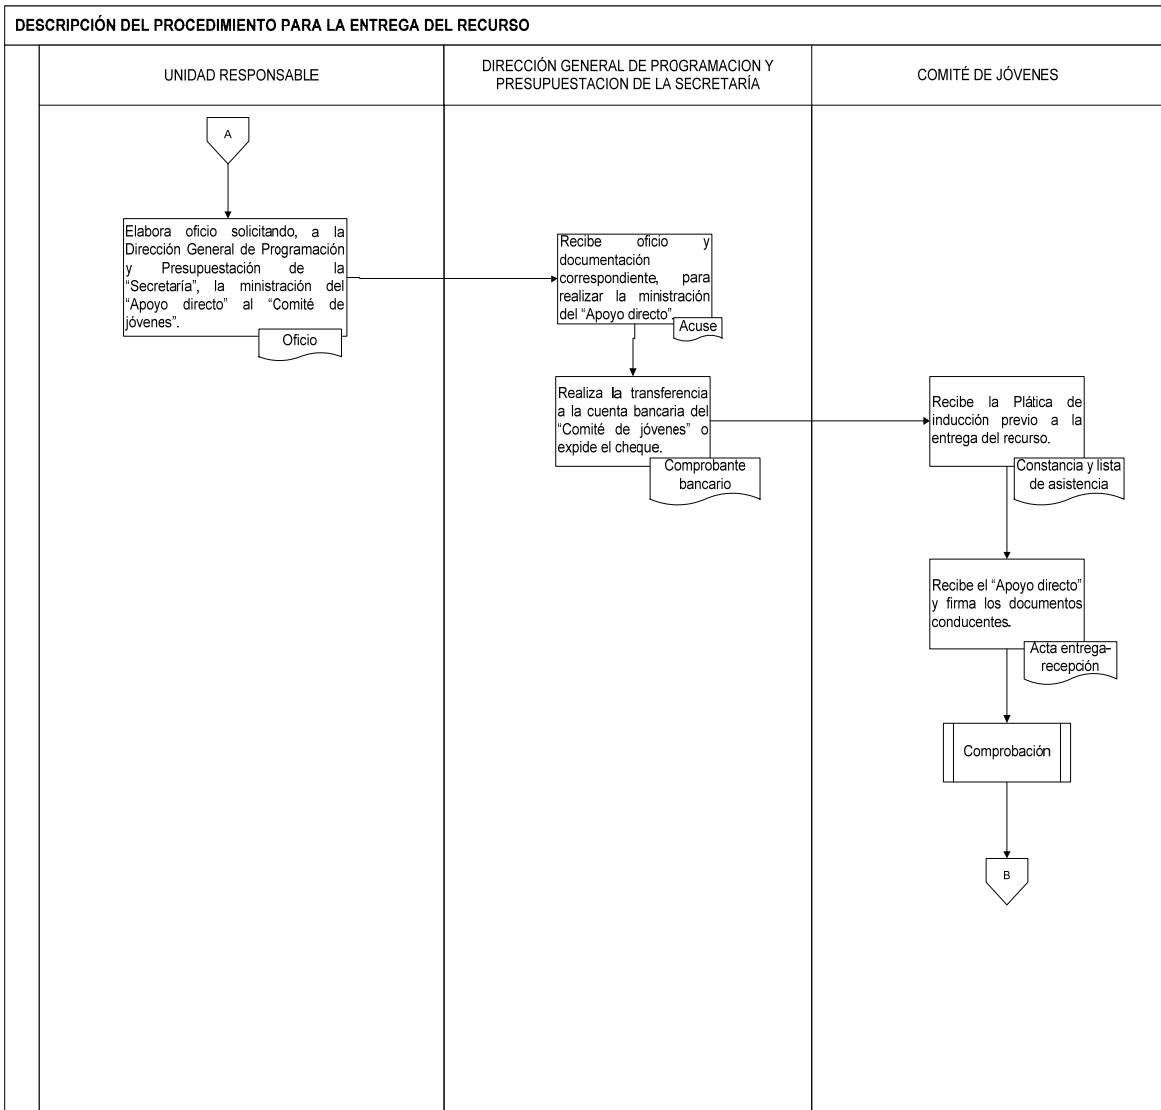 DESCRIPCIÓN DEL PROCEDIMIENTO PARA LA ENTREGA DEL RECURSO
UNIDAD RESPONSABLE
DIRECCIÓN GENERAL DE PROGRAMACION Y
PRESUPUESTACION DE LA SECRETARÍA
COMITÉ DE JÓVENES
A
Elabora oficio solicitando, a la
Dirección General de Programación
y Presupuestación de la
“Secretaría”, la ministración del
“Apoyo directo” al “Comité de
jóvenes”.
Oficio
Recibe oficio y
documentación
correspondiente, para
realizar la ministración
del “Apoyo directo”.
Acuse
Realiza la transferencia
a la cuenta bancaria del
“Comité de jóvenes” o
expide el cheque.
Comprobante
bancario
Recibe la Plática de
inducción previo a la
entrega del recurso.
Constancia y lista
de asistencia
Recibe el “Apoyo directo”
y firma los documentos
conducentes.
Acta entrega-
recepción
Comprobación
B